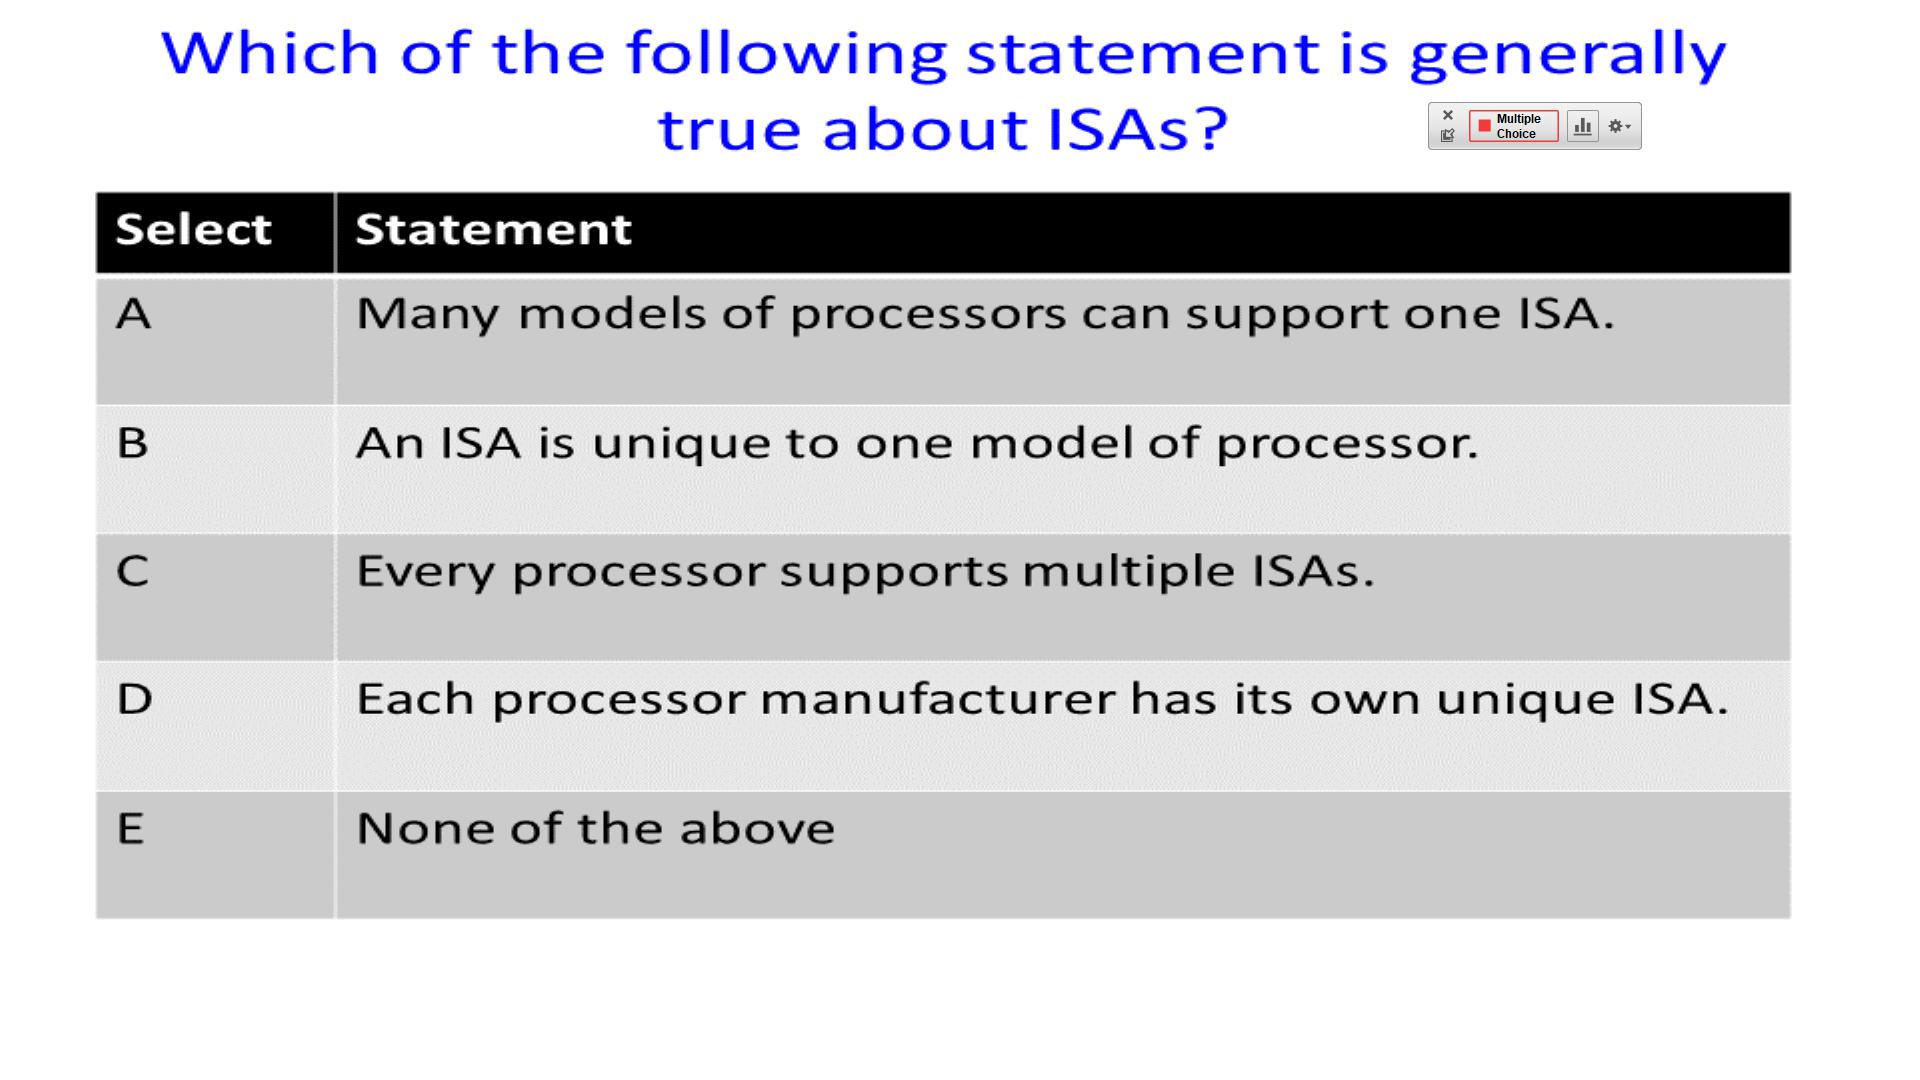 Which of the following statement is generally
true about ISAs?
Multiple
Choice
Select Statement
A Many models of processors can support one ISA.
B An ISA is unique to one model of processor.
C Every processor supports multiple ISAs.
D Each processor manufacturer has its own unique ISA.
E None of the above